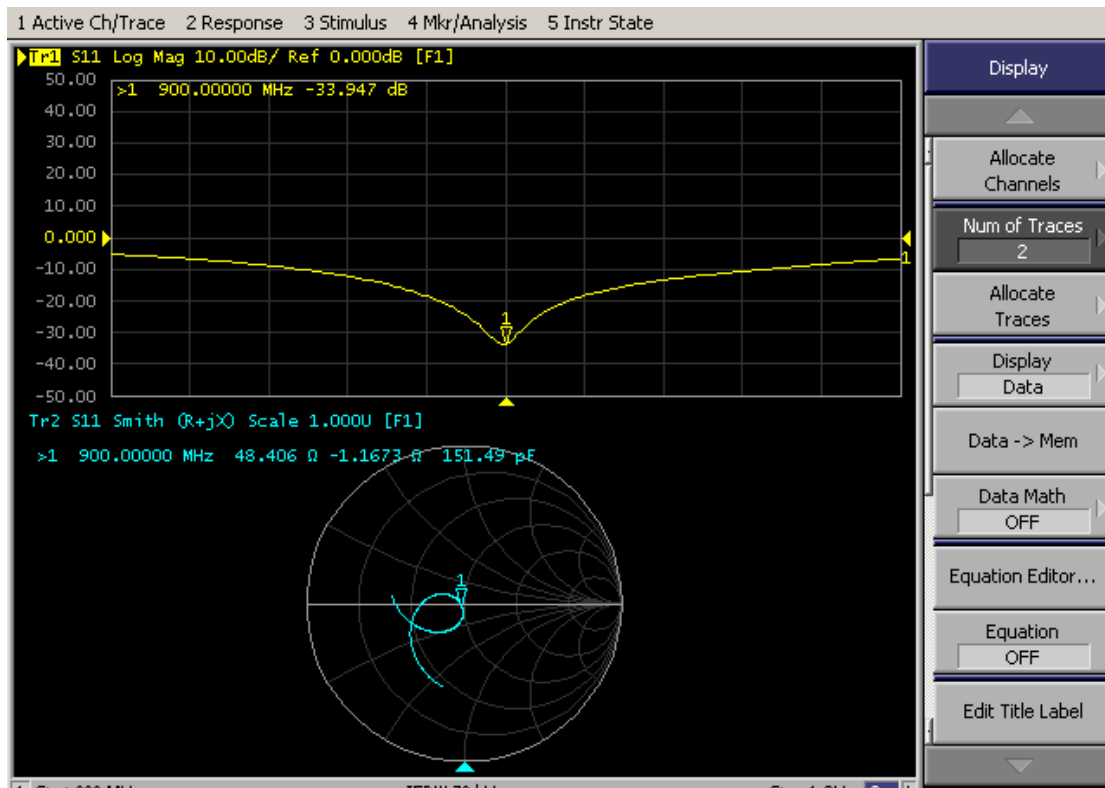 1 Active Ch/Trace 2 Response 3 Stimulus 4 Mkr/Analysis 5 Instr State
Tr1 S11 Log Mag 10.00dB/ Ref 0.000dB [F1]
50.00
>1 900.00000 MHz -33.947 dB
40.00
30.00
20.00
10.00
0.000
-10.00
-20.00
-30.00
-40.00
-50.00
1
1
Tr2 S11 Smith (R+jX) Scale 1.000U [F1]
>1 900.00000 MHz 48.406 Ω -1.1673 Ω 151.49 pF
1
Display
Allocate
Channels
Num of Traces
2
Allocate
Traces
Display
Data
Data -> Mem
Data Math
OFF
Equation Editor...
Equation
OFF
Edit Title Label